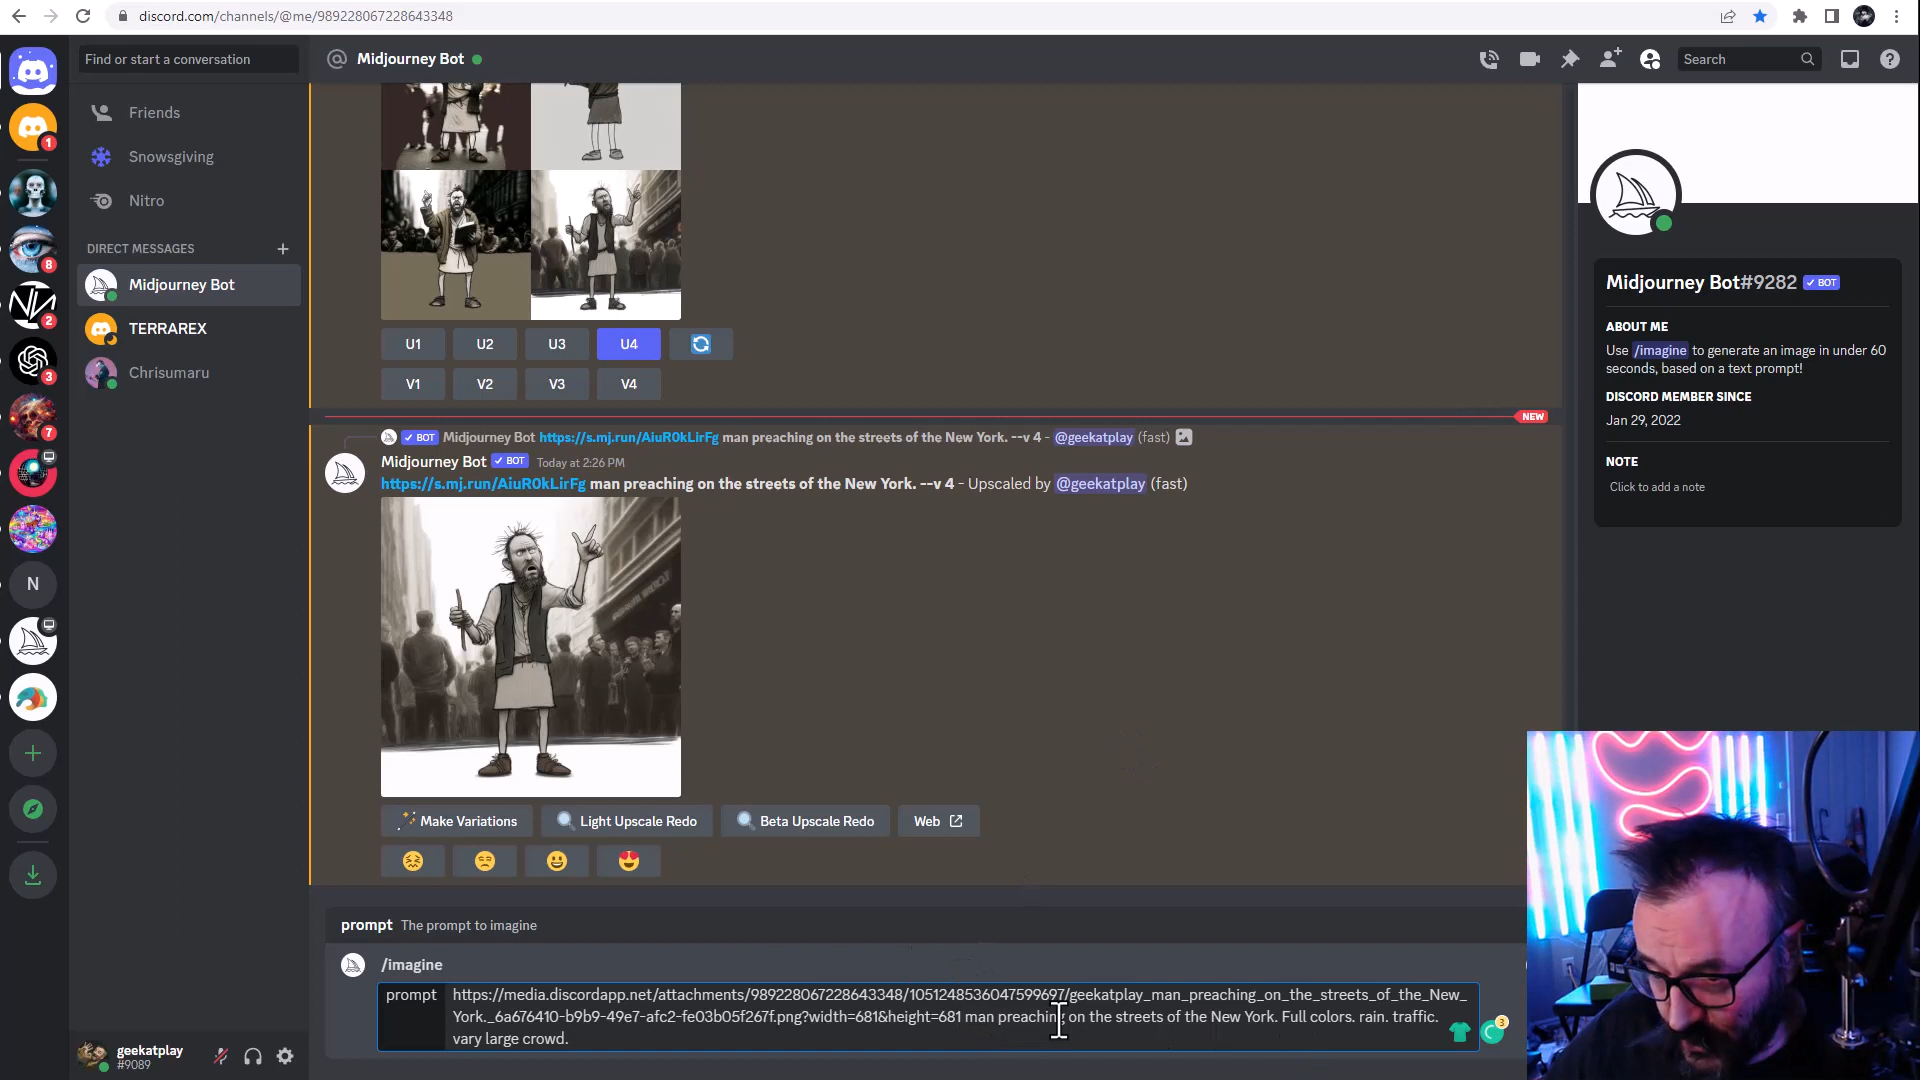 discord.com/channels/@me/989228067228643348
Find or start a conversation
Midjourney Bot
Search
Friends
Snowsgiving
Nitro
DIRECT MESSAGES
Midjourney Bot
TERRAREX
Chrisumaru
1
8
2
3
7
N
U1 U2 U3 U4
V1 V2 V3 V4
NEW
BOT Midjourney Bot https://s.mj.run/AiuR0kLirFg man preaching on the streets of the New York. --v 4 - @geekatplay (fast)
Midjourney Bot BOT Today at 2:26 PM
https://s.mj.run/AiuR0kLirFg man preaching on the streets of the New York. --v 4 - Upscaled by @geekatplay (fast)
Make Variations Light Upscale Redo Beta Upscale Redo Web
prompt The prompt to imagine
/imagine
prompt https://media.discordapp.net/attachments/989228067228643348/1051248536047599697/geekatplay_man_preaching_on_the_streets_of_the_New_
York._6a676410-b9b9-49e7-afc2-fe03b05f267f.png?width=681&height=681 man preaching on the streets of the New York. Full colors. rain. traffic.
vary large crowd.
3
geekatplay
#9089
Midjourney Bot#9282 BOT
ABOUT ME
Use /imagine to generate an image in under 60
seconds, based on a text prompt!
DISCORD MEMBER SINCE
Jan 29, 2022
NOTE
Click to add a note